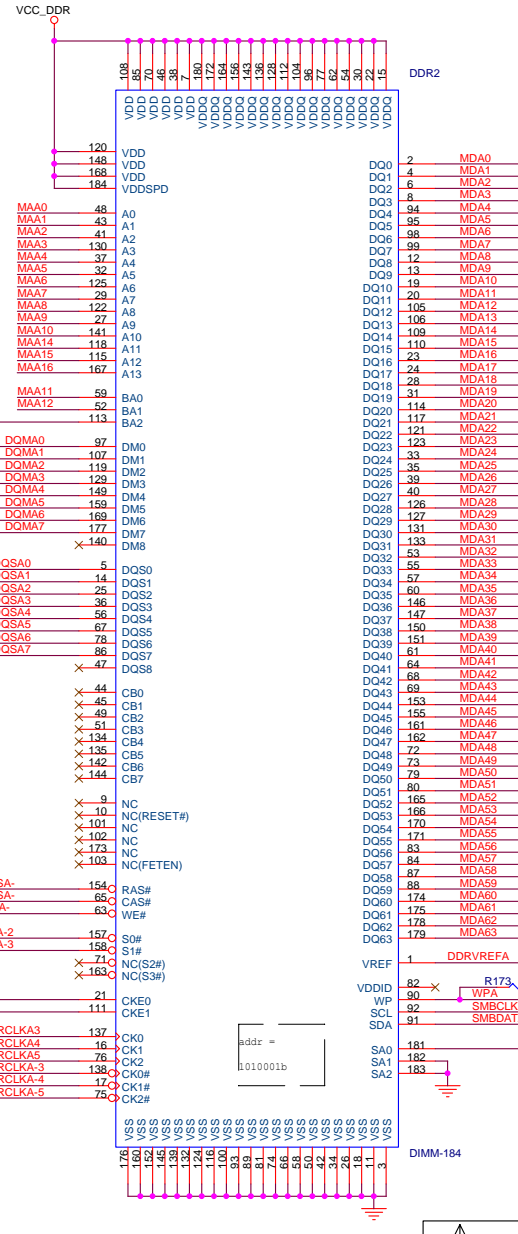 VCC_DDR
DDR2
108 85 70 46 38 7 180 172 164 156 143 136 128 112 104 96 77 62 54 30 22 15
VDD VDD VDD VDD VDD VDD VDDQ VDDQ VDDQ VDDQ VDDQ VDDQ VDDQ VDDQ VDDQ VDDQ VDDQ VDDQ VDDQ VDDQ VDDQ VDDQ
120 VDD
148 VDD
168 VDD
184 VDDSPD
MAA0 48 A0
MAA1 43 A1
MAA2 41 A2
MAA3 130 A3
MAA4 37 A4
MAA5 32 A5
MAA6 125 A6
MAA7 29 A7
MAA8 122 A8
MAA9 27 A9
MAA10 141 A10
MAA14 118 A11
MAA15 115 A12
MAA16 167 A13
MAA11 59 BA0
MAA12 52 BA1
113 BA2
DQMA0 97 DM0
DQMA1 107 DM1
DQMA2 119 DM2
DQMA3 129 DM3
DQMA4 149 DM4
DQMA5 159 DM5
DQMA6 169 DM6
DQMA7 177 DM7
140 DM8
QSA0 5 DQS0
QSA1 14 DQS1
QSA2 25 DQS2
QSA3 36 DQS3
QSA4 56 DQS4
QSA5 67 DQS5
QSA6 78 DQS6
QSA7 86 DQS7
47 DQS8
44 CB0
45 CB1
49 CB2
51 CB3
134 CB4
135 CB5
142 CB6
144 CB7
9 NC
10 NC(RESET#)
101 NC
102 NC
173 NC
103 NC(FETEN)
SA- 154 RAS#
SA- 65 CAS#
A- 63 WE#
A-2 157 S0#
A-3 158 S1#
71 NC(S2#)
163 NC(S3#)
21 CKE0
111 CKE1
RCLKA3 137 CK0
RCLKA4 16 CK1
RCLKA5 76 CK2
RCLKA-3 138 CK0#
RCLKA-4 17 CK1#
RCLKA-5 75 CK2#
DQ0 2 MDA0
DQ1 4 MDA1
DQ2 6 MDA2
DQ3 8 MDA3
DQ4 94 MDA4
DQ5 95 MDA5
DQ6 98 MDA6
DQ7 99 MDA7
DQ8 12 MDA8
DQ9 13 MDA9
DQ10 19 MDA10
DQ11 20 MDA11
DQ12 105 MDA12
DQ13 106 MDA13
DQ14 109 MDA14
DQ15 110 MDA15
DQ16 23 MDA16
DQ17 24 MDA17
DQ18 28 MDA18
DQ19 31 MDA19
DQ20 114 MDA20
DQ21 117 MDA21
DQ22 121 MDA22
DQ23 123 MDA23
DQ24 33 MDA24
DQ25 35 MDA25
DQ26 39 MDA26
DQ27 40 MDA27
DQ28 126 MDA28
DQ29 127 MDA29
DQ30 131 MDA30
DQ31 133 MDA31
DQ32 53 MDA32
DQ33 55 MDA33
DQ34 57 MDA34
DQ35 60 MDA35
DQ36 146 MDA36
DQ37 147 MDA37
DQ38 150 MDA38
DQ39 151 MDA39
DQ40 61 MDA40
DQ41 64 MDA41
DQ42 68 MDA42
DQ43 69 MDA43
DQ44 153 MDA44
DQ45 155 MDA45
DQ46 161 MDA46
DQ47 162 MDA47
DQ48 72 MDA48
DQ49 73 MDA49
DQ50 79 MDA50
DQ51 80 MDA51
DQ52 165 MDA52
DQ53 166 MDA53
DQ54 170 MDA54
DQ55 171 MDA55
DQ56 83 MDA56
DQ57 84 MDA57
DQ58 87 MDA58
DQ59 88 MDA59
DQ60 174 MDA60
DQ61 175 MDA61
DQ62 178 MDA62
DQ63 179 MDA63
VREF 1 DDRVREFA
VDDID 82 R173
WP 90 WPA
SCL 92 SMBCLK
SDA 91 SMBDAT
SA0 181
SA1 182
SA2 183
addr =
1010001b
VSS VSS VSS VSS VSS VSS VSS VSS VSS VSS VSS VSS VSS VSS VSS VSS VSS VSS VSS VSS VSS VSS
176 160 152 145 139 132 124 116 100 93 89 81 74 66 58 50 42 34 26 18 11 3
DIMM-184